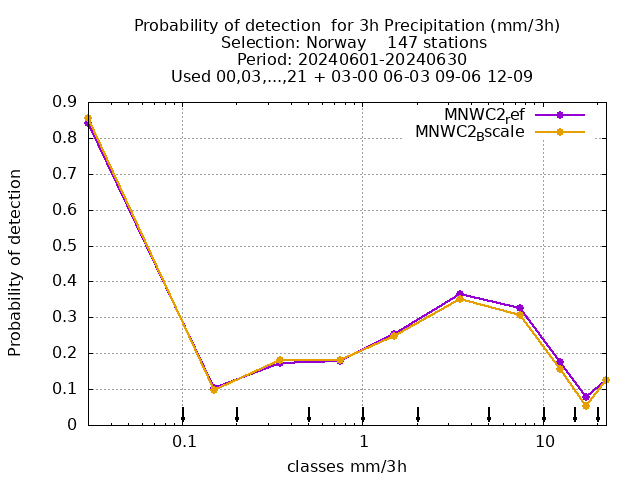 Probability of detection  for 3h Precipitation (mm/3h)
Selection: Norway    147 stations
Period: 20240601-20240630
Used 00,03,...,21 + 03-00 06-03 09-06 12-09
MNWC2ref
MNWC2Bscale
Probability of detection
0.9
0.8
0.7
0.6
0.5
0.4
0.3
0.2
0.1
0
0.1
1
10
classes mm/3h